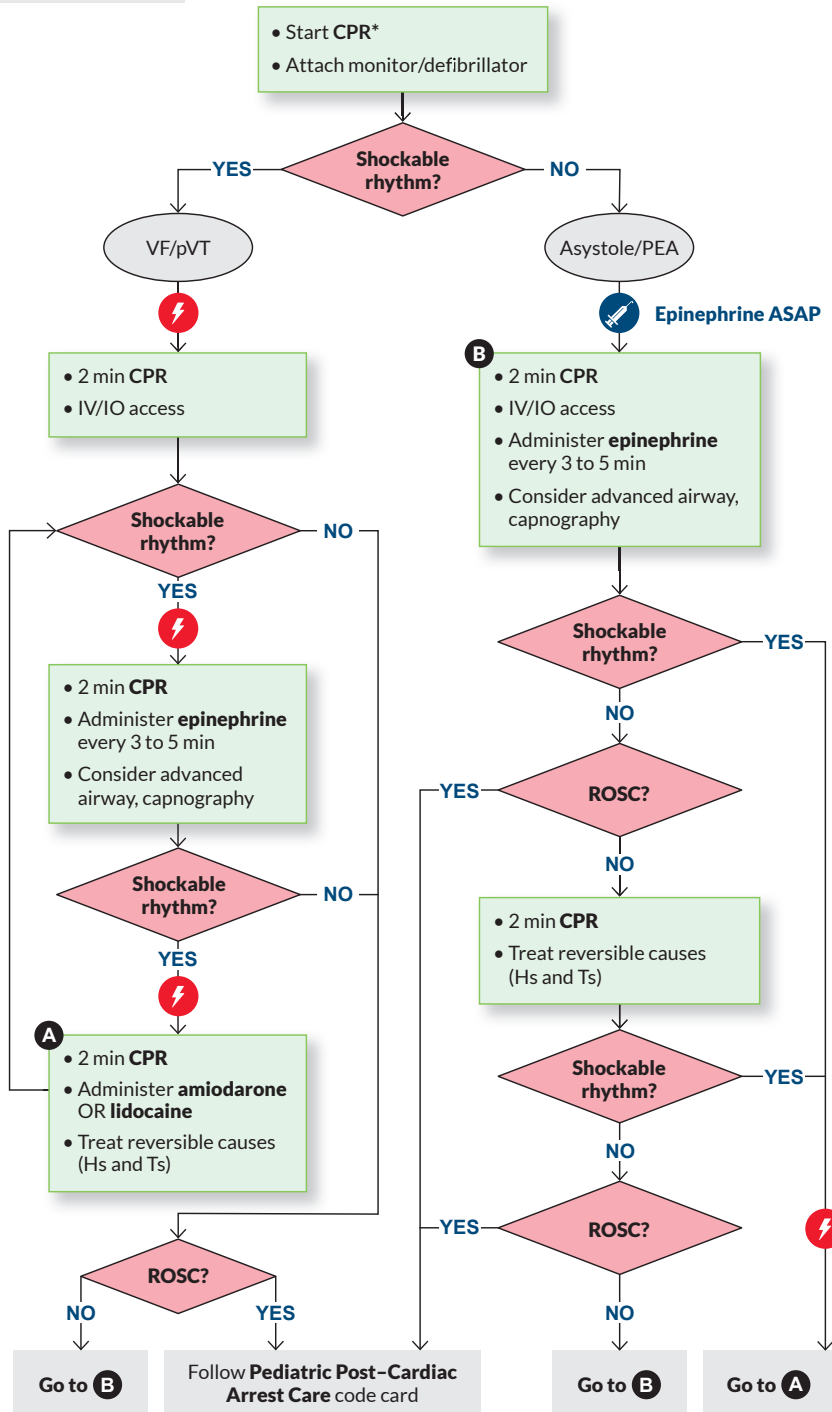 • Start CPR*
• Attach monitor/defibrillator
Shockable
rhythm?
YES
NO
VF/pVT
• 2 min CPR
• IV/IO access
Shockable
rhythm?
NO
YES
• 2 min CPR
• Administer epinephrine
every 3 to 5 min
• Consider advanced
airway, capnography
Shockable
rhythm?
NO
YES
A
• 2 min CPR
• Administer amiodarone
OR lidocaine
• Treat reversible causes
(Hs and Ts)
ROSC?
NO
YES
Go to B
Follow Pediatric Post–Cardiac
Arrest Care code card
Asystole/PEA
Epinephrine ASAP
B
• 2 min CPR
• IV/IO access
• Administer epinephrine
every 3 to 5 min
• Consider advanced airway,
capnography
Shockable
rhythm?
YES
NO
ROSC?
YES
NO
• 2 min CPR
• Treat reversible causes
(Hs and Ts)
Shockable
rhythm?
YES
NO
ROSC?
YES
NO
Go to B
Go to A